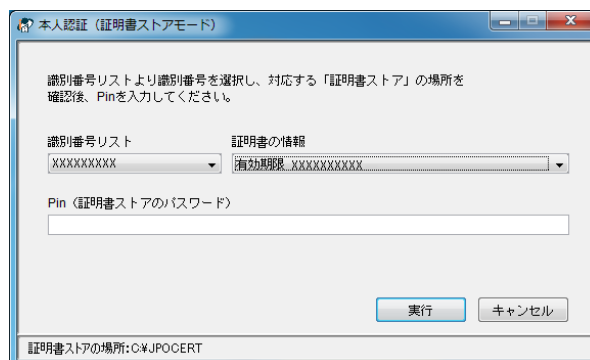 本人認証（証明書ストアモード）
識別番号リストより識別番号を選択し、対応する「証明書ストア」の場所を
確認後、Pinを入力してください。
識別番号リスト 証明書の情報
XXXXXXXXX 有効期限 XXXXXXXXXX
Pin（証明書ストアのパスワード）
実行 キャンセル
証明書ストアの場所:C:¥JPOCERT